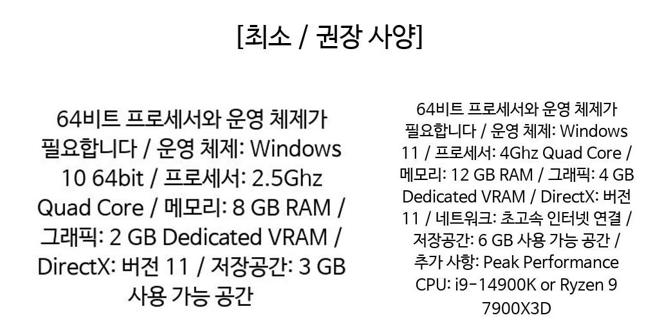 [최소 / 권장 사양]
64비트 프로세서와 운영 체제가
필요합니다 / 운영 체제: Windows
10 64bit / 프로세서: 2.5Ghz
Quad Core / 메모리: 8 GB RAM /
그래픽: 2 GB Dedicated VRAM /
DirectX: 버전 11 / 저장공간: 3 GB
사용 가능 공간
64비트 프로세서와 운영 체제가
필요합니다 / 운영 체제: Windows
11 / 프로세서: 4Ghz Quad Core /
메모리: 12 GB RAM / 그래픽: 4 GB
Dedicated VRAM / DirectX: 버전
11 / 네트워크: 초고속 인터넷 연결 /
저장공간: 6 GB 사용 가능 공간 /
추가 사항: Peak Performance
CPU: i9-14900K or Ryzen 9
7900X3D